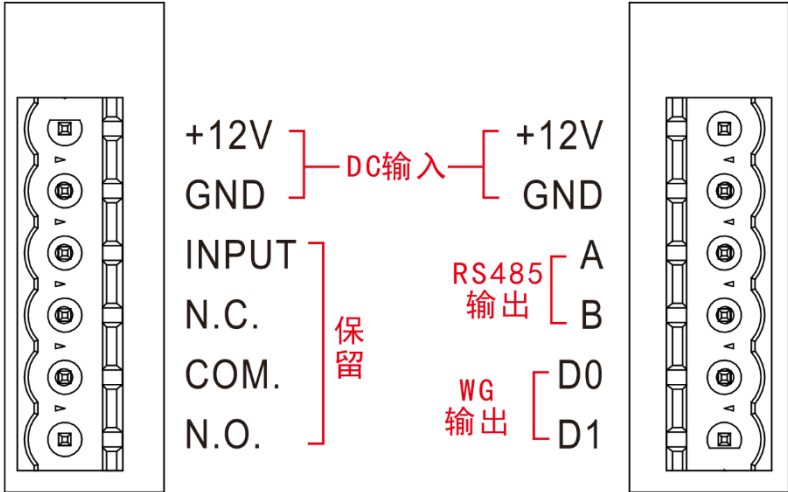 +12V
GND
INPUT
N.C.
COM.
N.O.
DC输入
保
留
+12V
GND
A
B
D0
D1
RS485
输出
WG
输出